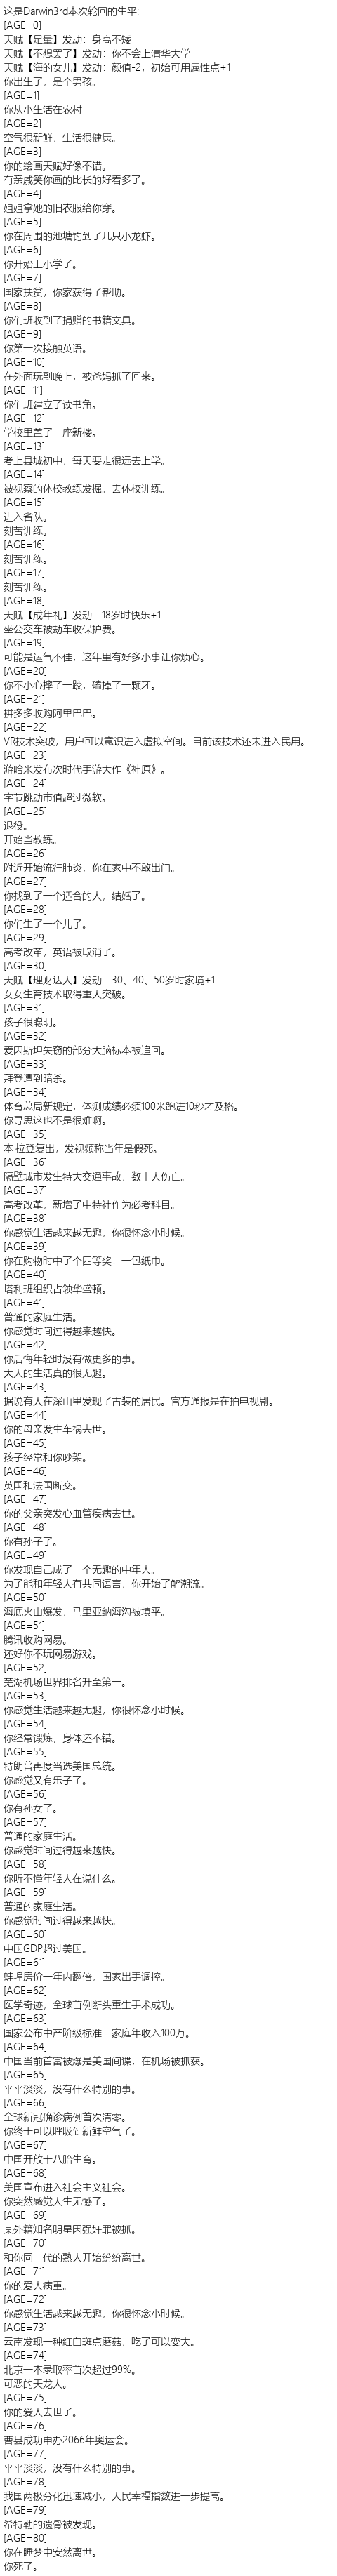 这是Darwin3rd本次轮回的生平:
[AGE=0]
天赋【足量】发动：身高不矮
天赋【不想罢了】发动：你不会上清华大学
天赋【海的女儿】发动：颜值-2，初始可用属性点+1
你出生了，是个男孩。
[AGE=1]
你从小生活在农村
[AGE=2]
空气很新鲜，生活很健康。
[AGE=3]
你的绘画天赋好像不错。
有亲戚笑你画的比长的好看多了。
[AGE=4]
姐姐拿她的旧衣服给你穿。
[AGE=5]
你在周围的池塘钓到了几只小龙虾。
[AGE=6]
你开始上小学了。
[AGE=7]
国家扶贫，你家获得了帮助。
[AGE=8]
你们班收到了捐赠的书籍文具。
[AGE=9]
你第一次接触英语。
[AGE=10]
在外面玩到晚上，被爸妈抓了回来。
[AGE=11]
你们班建立了读书角。
[AGE=12]
学校里盖了一座新楼。
[AGE=13]
考上县城初中，每天要走很远去上学。
[AGE=14]
被视察的体校教练发掘。去体校训练。
[AGE=15]
进入省队。
刻苦训练。
[AGE=16]
刻苦训练。
[AGE=17]
刻苦训练。
[AGE=18]
天赋【成年礼】发动：18岁时快乐+1
坐公交车被劫车收保护费。
[AGE=19]
可能是运气不佳，这年里有好多小事让你烦心。
[AGE=20]
你不小心摔了一跤，磕掉了一颗牙。
[AGE=21]
拼多多收购阿里巴巴。
[AGE=22]
VR技术突破，用户可以意识进入虚拟空间。目前该技术还未进入民用。
[AGE=23]
游哈米发布次时代手游大作《神原》。
[AGE=24]
字节跳动市值超过微软。
[AGE=25]
退役。
开始当教练。
[AGE=26]
附近开始流行肺炎，你在家中不敢出门。
[AGE=27]
你找到了一个适合的人，结婚了。
[AGE=28]
你们生了一个儿子。
[AGE=29]
高考改革，英语被取消了。
[AGE=30]
天赋【理财达人】发动：30、40、50岁时家境+1
女女生育技术取得重大突破。
[AGE=31]
孩子很聪明。
[AGE=32]
爱因斯坦失窃的部分大脑标本被追回。
[AGE=33]
拜登遭到暗杀。
[AGE=34]
体育总局新规定，体测成绩必须100米跑进10秒才及格。
你寻思这也不是很难啊。
[AGE=35]
本·拉登复出，发视频称当年是假死。
[AGE=36]
隔壁城市发生特大交通事故，数十人伤亡。
[AGE=37]
高考改革，新增了中特社作为必考科目。
[AGE=38]
你感觉生活越来越无趣，你很怀念小时候。
[AGE=39]
你在购物时中了个四等奖：一包纸巾。
[AGE=40]
塔利班组织占领华盛顿。
[AGE=41]
普通的家庭生活。
你感觉时间过得越来越快。
[AGE=42]
你后悔年轻时没有做更多的事。
大人的生活真的很无趣。
[AGE=43]
据说有人在深山里发现了古装的居民。官方通报是在拍电视剧。
[AGE=44]
你的母亲发生车祸去世。
[AGE=45]
孩子经常和你吵架。
[AGE=46]
英国和法国断交。
[AGE=47]
你的父亲突发心血管疾病去世。
[AGE=48]
你有孙子了。
[AGE=49]
你发现自己成了一个无趣的中年人。
为了能和年轻人有共同语言，你开始了解潮流。
[AGE=50]
海底火山爆发，马里亚纳海沟被填平。
[AGE=51]
腾讯收购网易。
还好你不玩网易游戏。
[AGE=52]
芜湖机场世界排名升至第一。
[AGE=53]
你感觉生活越来越无趣，你很怀念小时候。
[AGE=54]
你经常锻炼，身体还不错。
[AGE=55]
特朗普再度当选美国总统。
你感觉又有乐子了。
[AGE=56]
你有孙女了。
[AGE=57]
普通的家庭生活。
你感觉时间过得越来越快。
[AGE=58]
你听不懂年轻人在说什么。
[AGE=59]
普通的家庭生活。
你感觉时间过得越来越快。
[AGE=60]
中国GDP超过美国。
[AGE=61]
蚌埠房价一年内翻倍，国家出手调控。
[AGE=62]
医学奇迹，全球首例断头重生手术成功。
[AGE=63]
国家公布中产阶级标准：家庭年收入100万。
[AGE=64]
中国当前首富被爆是美国间谍，在机场被抓获。
[AGE=65]
平平淡淡，没有什么特别的事。
[AGE=66]
全球新冠确诊病例首次清零。
你终于可以呼吸到新鲜空气了。
[AGE=67]
中国开放十八胎生育。
[AGE=68]
美国宣布进入社会主义社会。
你突然感觉人生无憾了。
[AGE=69]
某外籍知名明星因强奸罪被抓。
[AGE=70]
和你同一代的熟人开始纷纷离世。
[AGE=71]
你的爱人病重。
[AGE=72]
你感觉生活越来越无趣，你很怀念小时候。
[AGE=73]
云南发现一种红白斑点蘑菇，吃了可以变大。
[AGE=74]
北京一本录取率首次超过99%。
可恶的天龙人。
[AGE=75]
你的爱人去世了。
[AGE=76]
曹县成功申办2066年奥运会。
[AGE=77]
平平淡淡，没有什么特别的事。
[AGE=78]
我国两极分化迅速减小，人民幸福指数进一步提高。
[AGE=79]
希特勒的遗骨被发现。
[AGE=80]
你在睡梦中安然离世。
你死了。